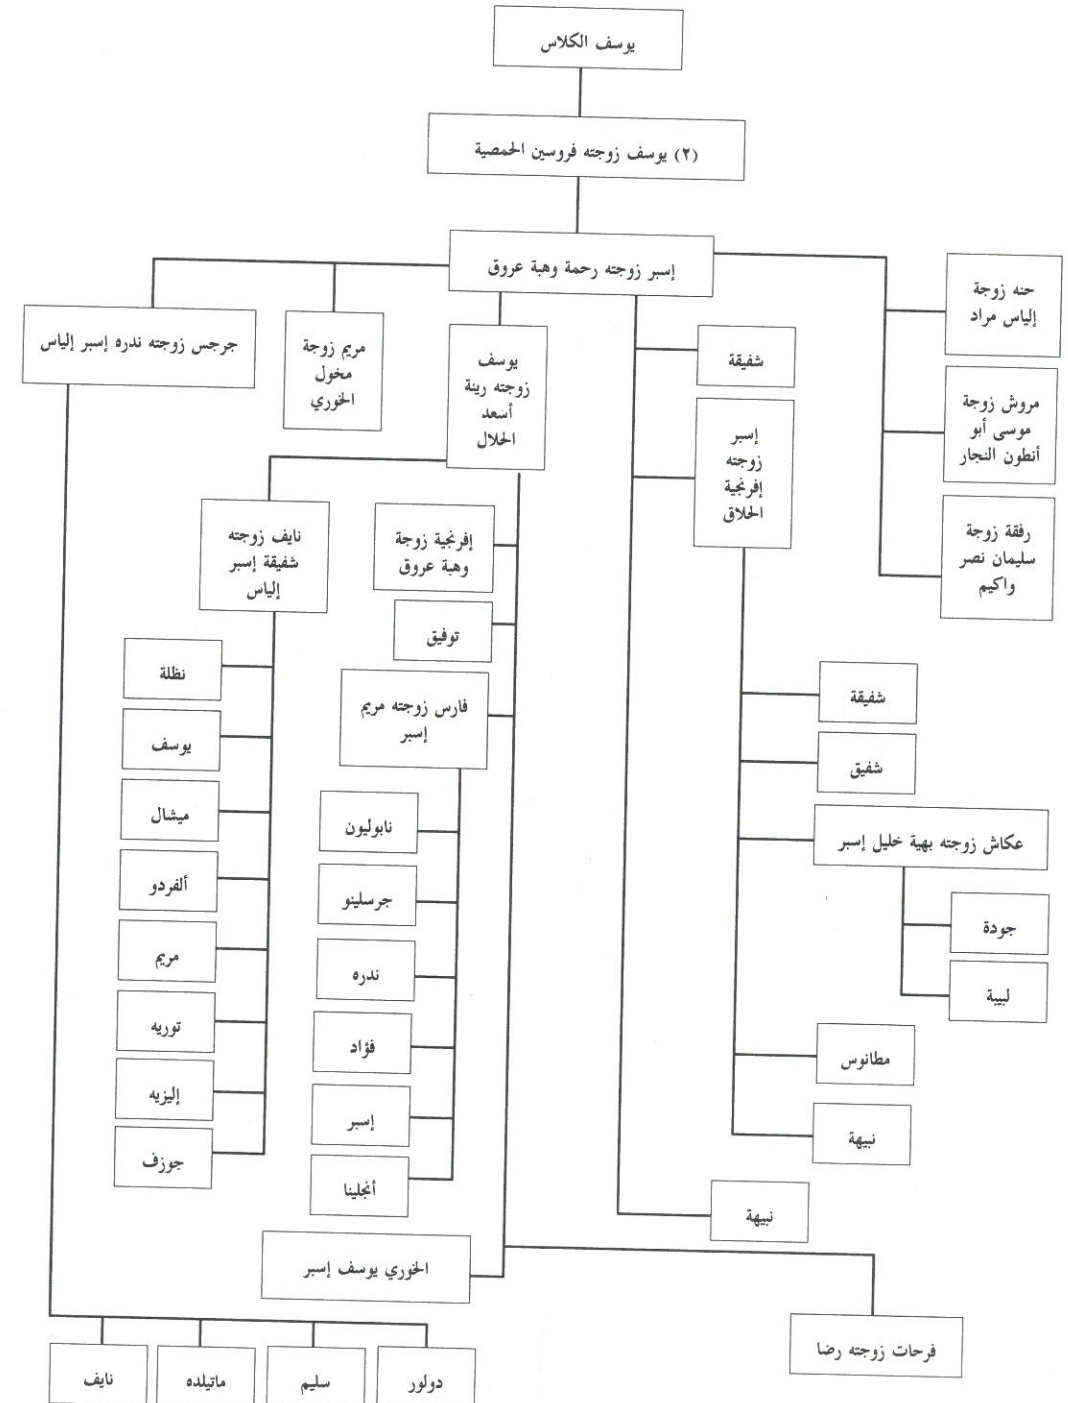 يوسف الكلاس
(٢) يوسف زوجته فروسين الحمصية
إسبر زوجته رحمة وهبة عروق
حنه زوجة
إلياس مراد
مروش زوجة
موسى أبو
أنطون النجار
رفقة زوجة
سليمان نصر
واكيم
شفيقة
إسبر
زوجته
إفرنجية
الحلاق
شفيقة
شفيق
عكاش زوجته بهية خليل إسبر
جودة
لبيبة
مطانوس
نبيهة
نبيهة
يوسف
زوجته رينة
أسعد
الحلال
إفرنجية زوجة
وهبة عروق
توفيق
فارس زوجته مريم
إسبر
نابوليون
جرسلينو
ندره
فؤاد
إسبر
أنجلينا
الخوري يوسف إسبر
فرحات زوجته رضا
نايف زوجته
شفيقة إسبر
إلياس
نظلة
يوسف
ميشال
ألفردو
مريم
توريه
إليزيه
جوزف
مريم زوجة
مخول
الخوري
جرجس زوجته ندره إسبر إلياس
دولور
سليم
ماتيلده
نايف